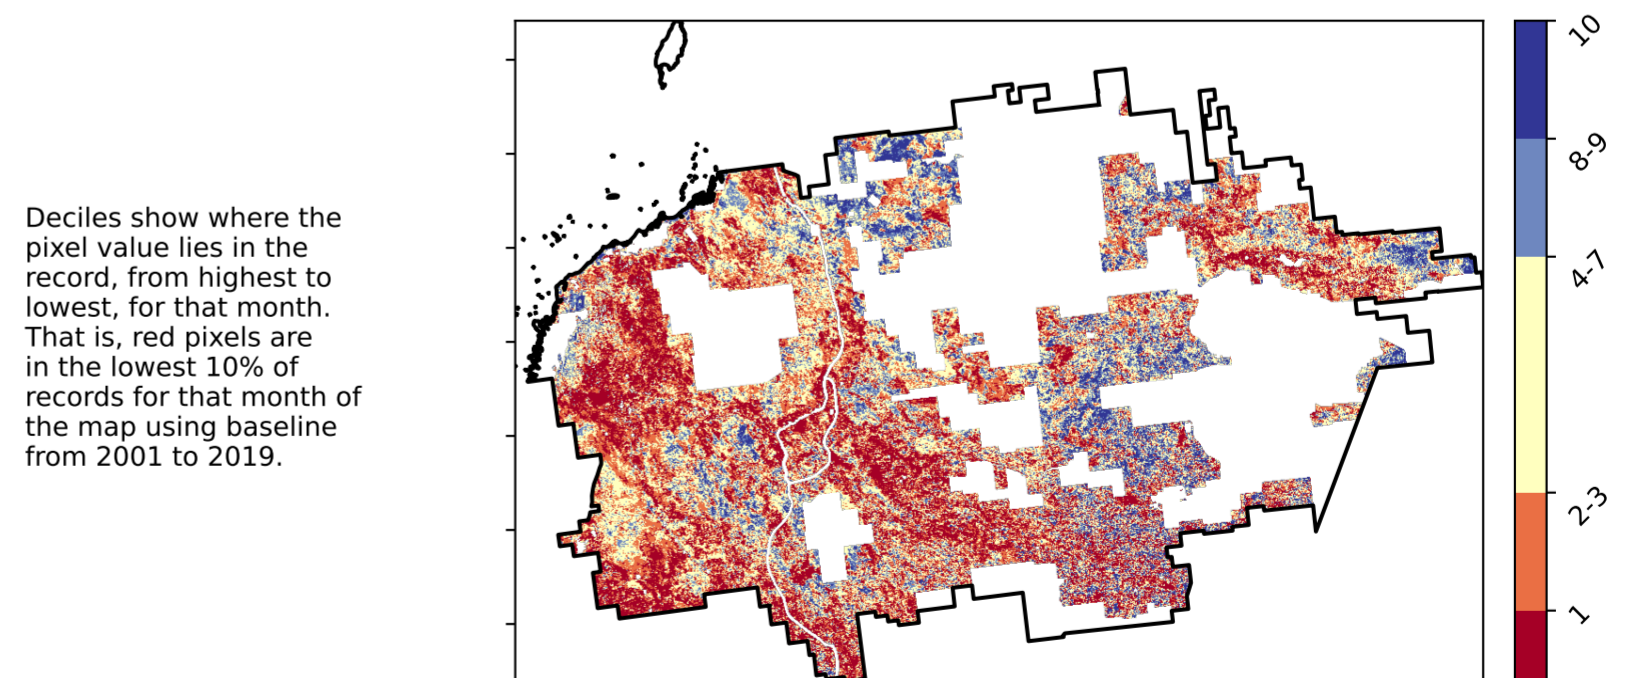 Deciles show where the
pixel value lies in the
record, from highest to
lowest, for that month.
That is, red pixels are
in the lowest 10% of
records for that month of
the map using baseline
from 2001 to 2019.
10
8-9
4-7
2-3
1